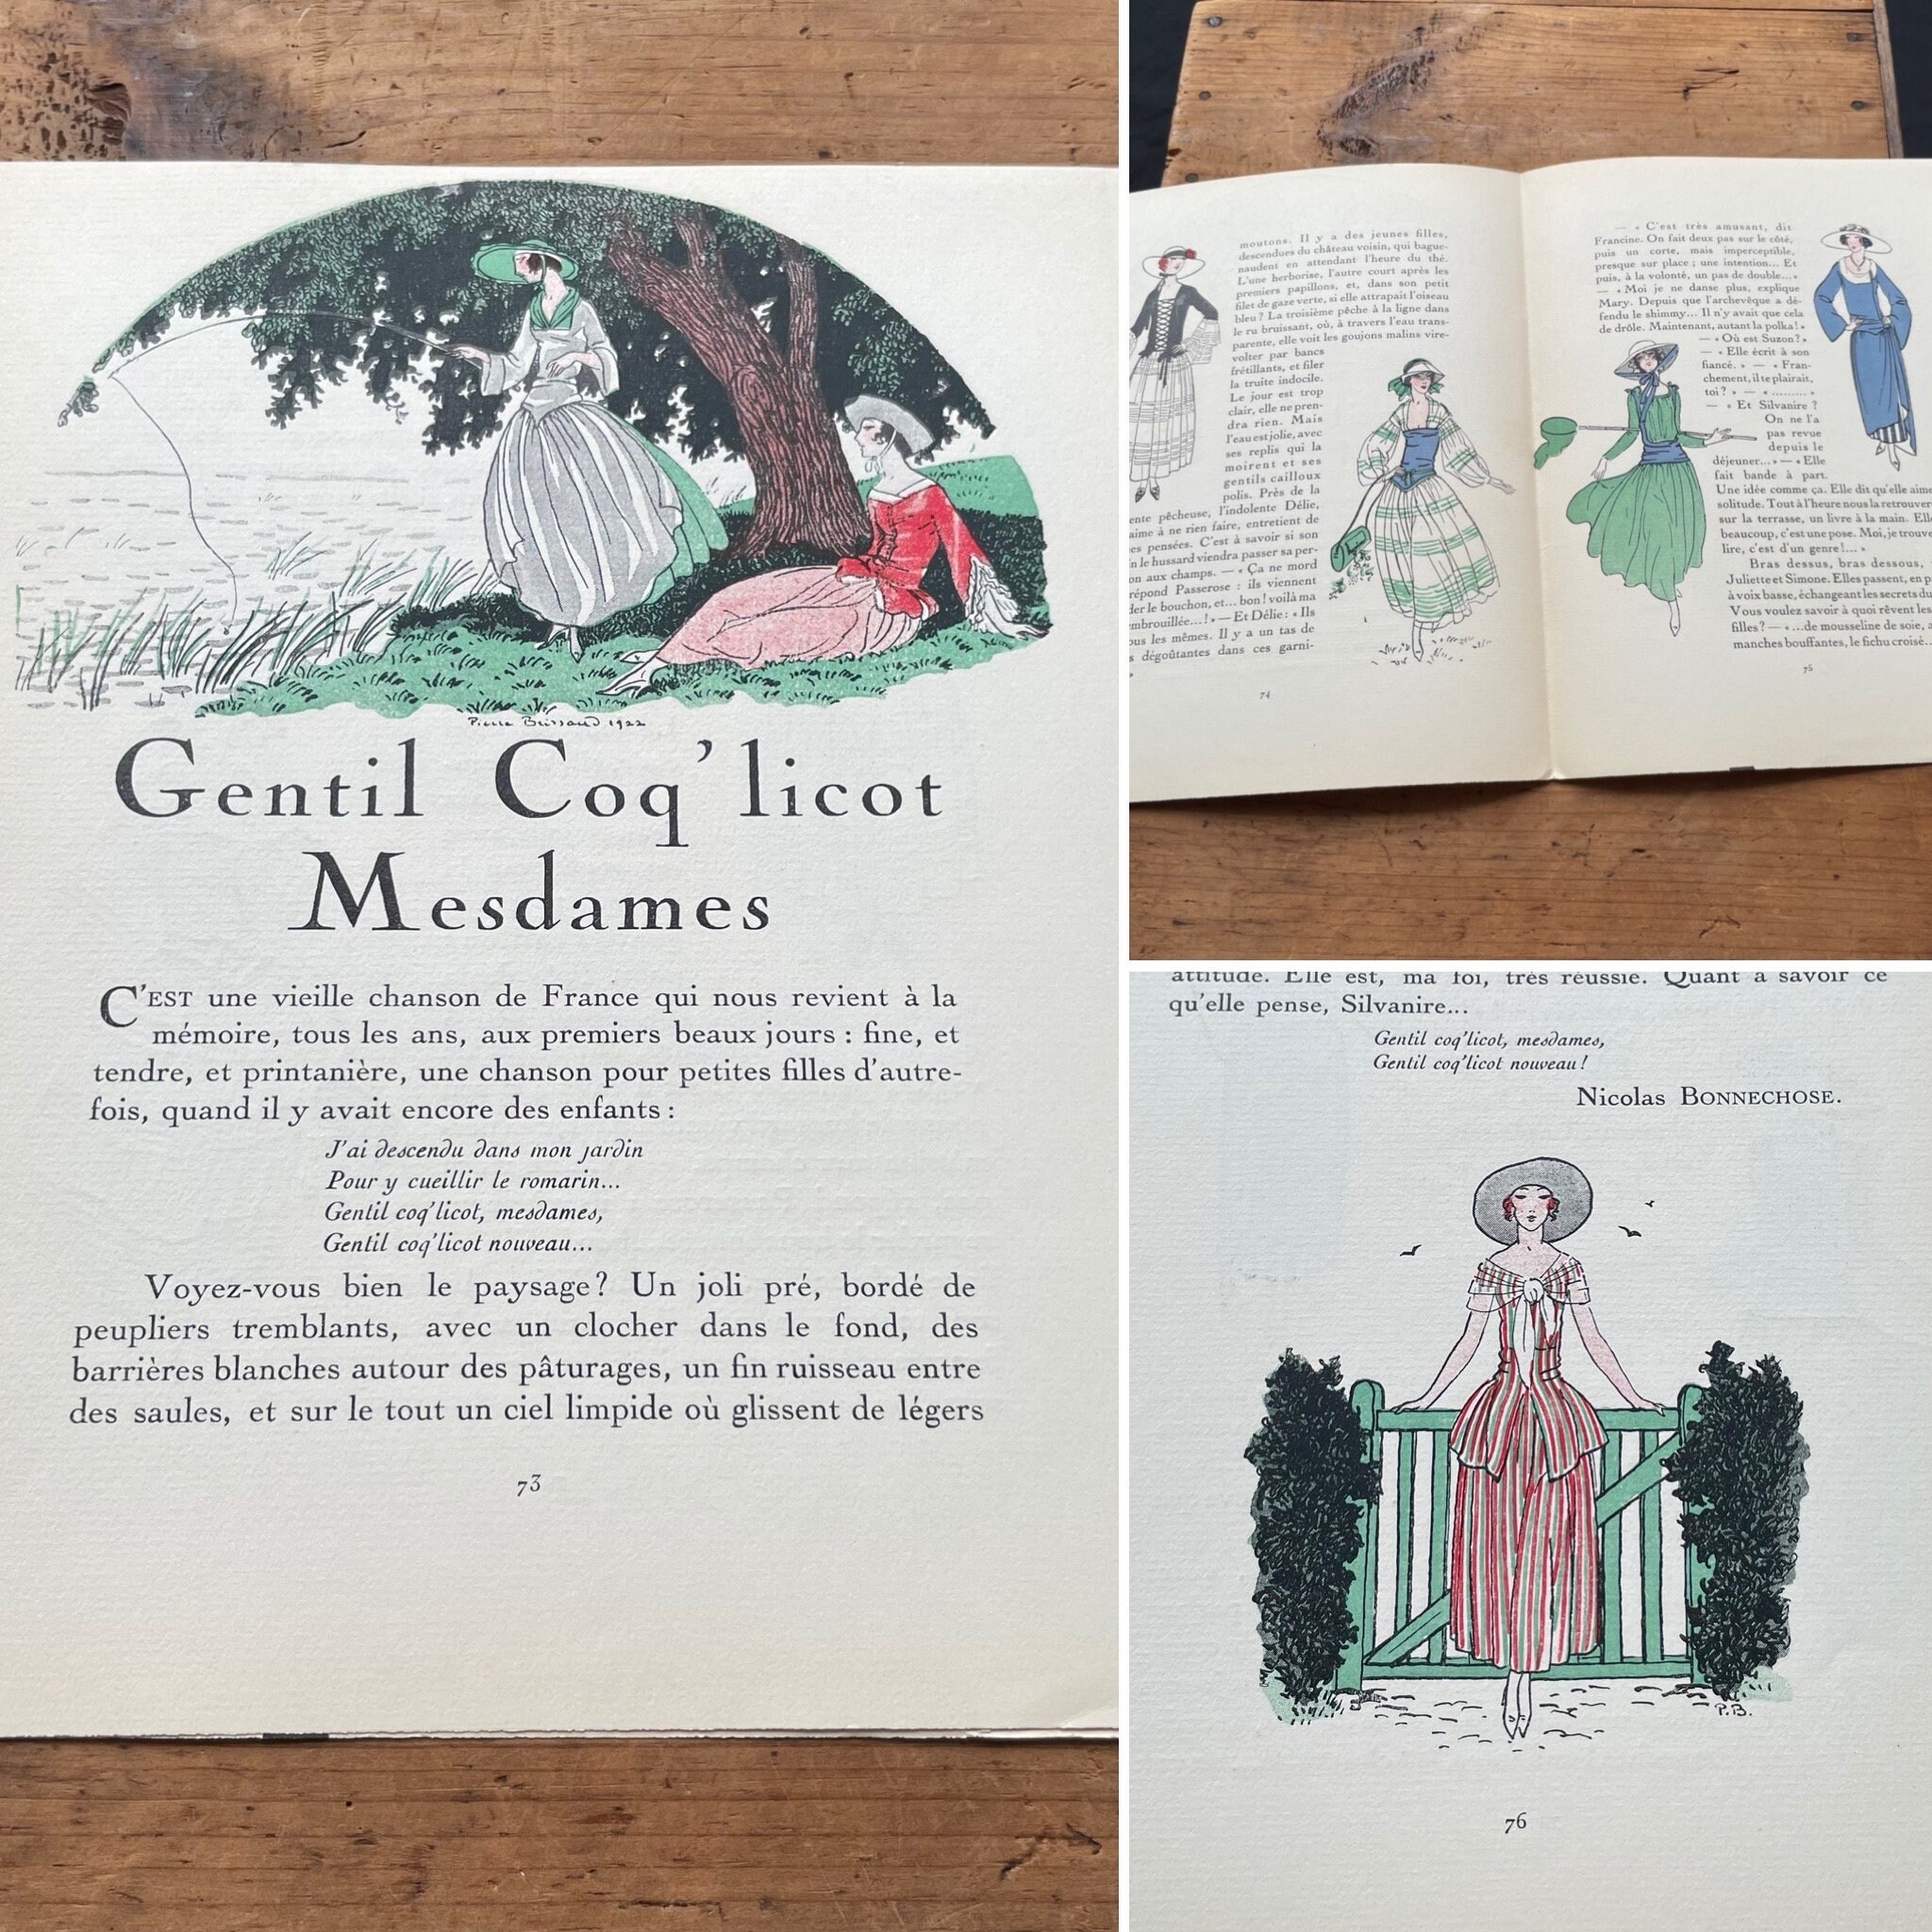 Pierre Brissaud 1922
Gentil Coq'licot
Mesdames
C'EST une vieille chanson de France qui nous revient à la
mémoire, tous les ans, aux premiers beaux jours : fine, et
tendre, et printanière, une chanson pour petites filles d'autre-
fois, quand il y avait encore des enfants :
J'ai descendu dans mon jardin
Pour y cueillir le romarin...
Gentil coq'licot, mesdames,
Gentil coq'licot nouveau...
Voyez-vous bien le paysage? Un joli pré, bordé de
peupliers tremblants, avec un clocher dans le fond, des
barrières blanches autour des pâturages, un fin ruisseau entre
des saules, et sur le tout un ciel limpide où glissent de légers
73
moutons. Il y a des jeunes filles,
descendues du château voisin, qui bague-
naudent en attendant l'heure du thé.
L'une herborise, l'autre court après les
premiers papillons, et, dans son petit
filet de gaze verte, si elle attrapait l'oiseau
bleu? La troisième pêche à la ligne dans
le ru bruissant, où, à travers l'eau trans-
parente, elle voit les goujons malins vire-
volter par bancs
frétillants, et filer
la truite indocile.
Le jour est trop
clair, elle ne pren-
dra rien. Mais
l'eau est jolie, avec
ses replis qui la
moirent et ses
gentils cailloux
polis. Près de la
ente pêcheuse, l'indolente Délie,
aime à ne rien faire, entretient de
es pensées. C'est à savoir si son
n le hussard viendra passer sa per-
on aux champs. — « Ça ne mord
répond Passerose : ils viennent
der le bouchon, et... bon ! voilà ma
embrouillée...! » — Et Délie : « Ils
ous les mêmes. Il y a un tas de
s dégoûtantes dans ces garni-
74
— « C'est très amusant, dit
Francine. On fait deux pas sur le côté,
puis un corte, mais imperceptible,
presque sur place ; une intention... Et
puis, à la volonté, un pas de double... »
— « Moi je ne danse plus, explique
Mary. Depuis que l'archevêque a dé-
fendu le shimmy... Il n'y avait que cela
de drôle. Maintenant, autant la polka! »
— « Où est Suzon? »
— « Elle écrit à son
fiancé. » — « Fran-
chement, il te plairait,
toi? » — « ......... »
— « Et Silvanire ?
On ne l'a
pas revue
depuis le
déjeuner... » — « Elle
fait bande à part.
Une idée comme ça. Elle dit qu'elle aime
solitude. Tout à l'heure nous la retrouver
sur la terrasse, un livre à la main. Ell
beaucoup, c'est une pose. Moi, je trouve
lire, c'est d'un genre!... »
Bras dessus, bras dessous,
Juliette et Simone. Elles passent, en p
à voix basse, échangeant les secrets du
Vous voulez savoir à quoi rêvent les
filles? — « ...de mousseline de soie, a
manches bouffantes, le fichu croisé...
75
attitude. Elle est, ma foi, très réussie. Quant à savoir ce
qu'elle pense, Silvanire...
Gentil coq'licot, mesdames,
Gentil coq'licot nouveau !
Nicolas BONNECHOSE.
P.B.
76